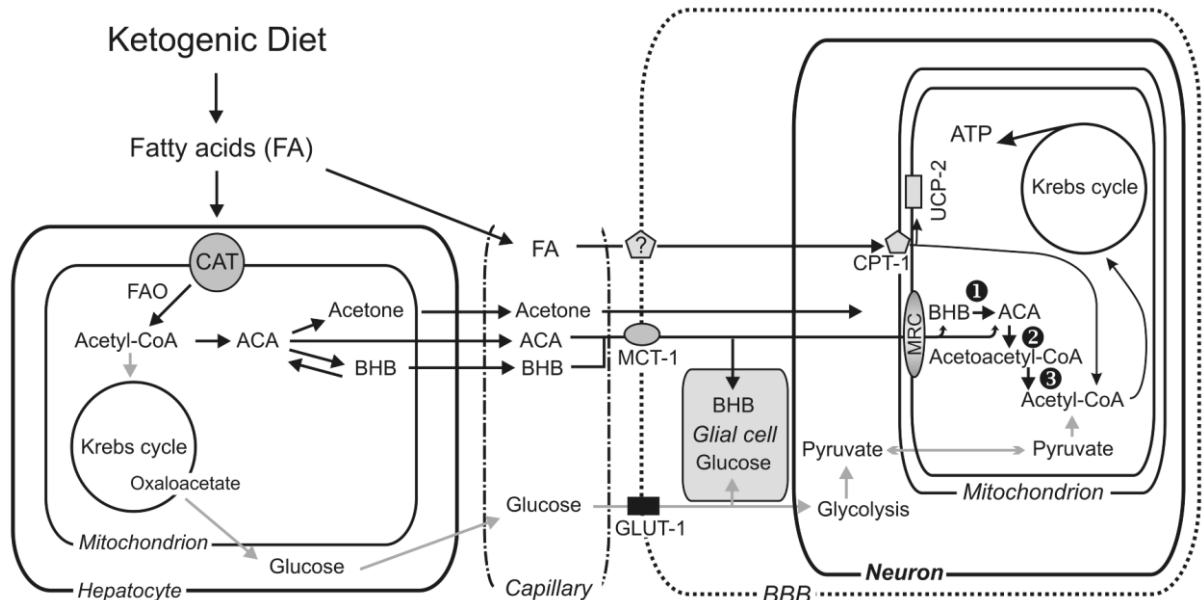 Ketogenic Diet
Fatty acids (FA)
CAT
FAO
Acetyl-CoA
ACA
Acetone
BHB
Krebs cycle
Oxaloacetate
Mitochondrion
Glucose
Hepatocyte
FA
Acetone
ACA
BHB
Glucose
Capillary
?
MCT-1
GLUT-1
BHB
Glial cell
Glucose
BBB
Pyruvate
Glycolysis
Neuron
ATP
Krebs cycle
UCP-2
CPT-1
MRC
BHB
1
ACA
2
Acetoacetyl-CoA
3
Acetyl-CoA
Pyruvate
Mitochondrion